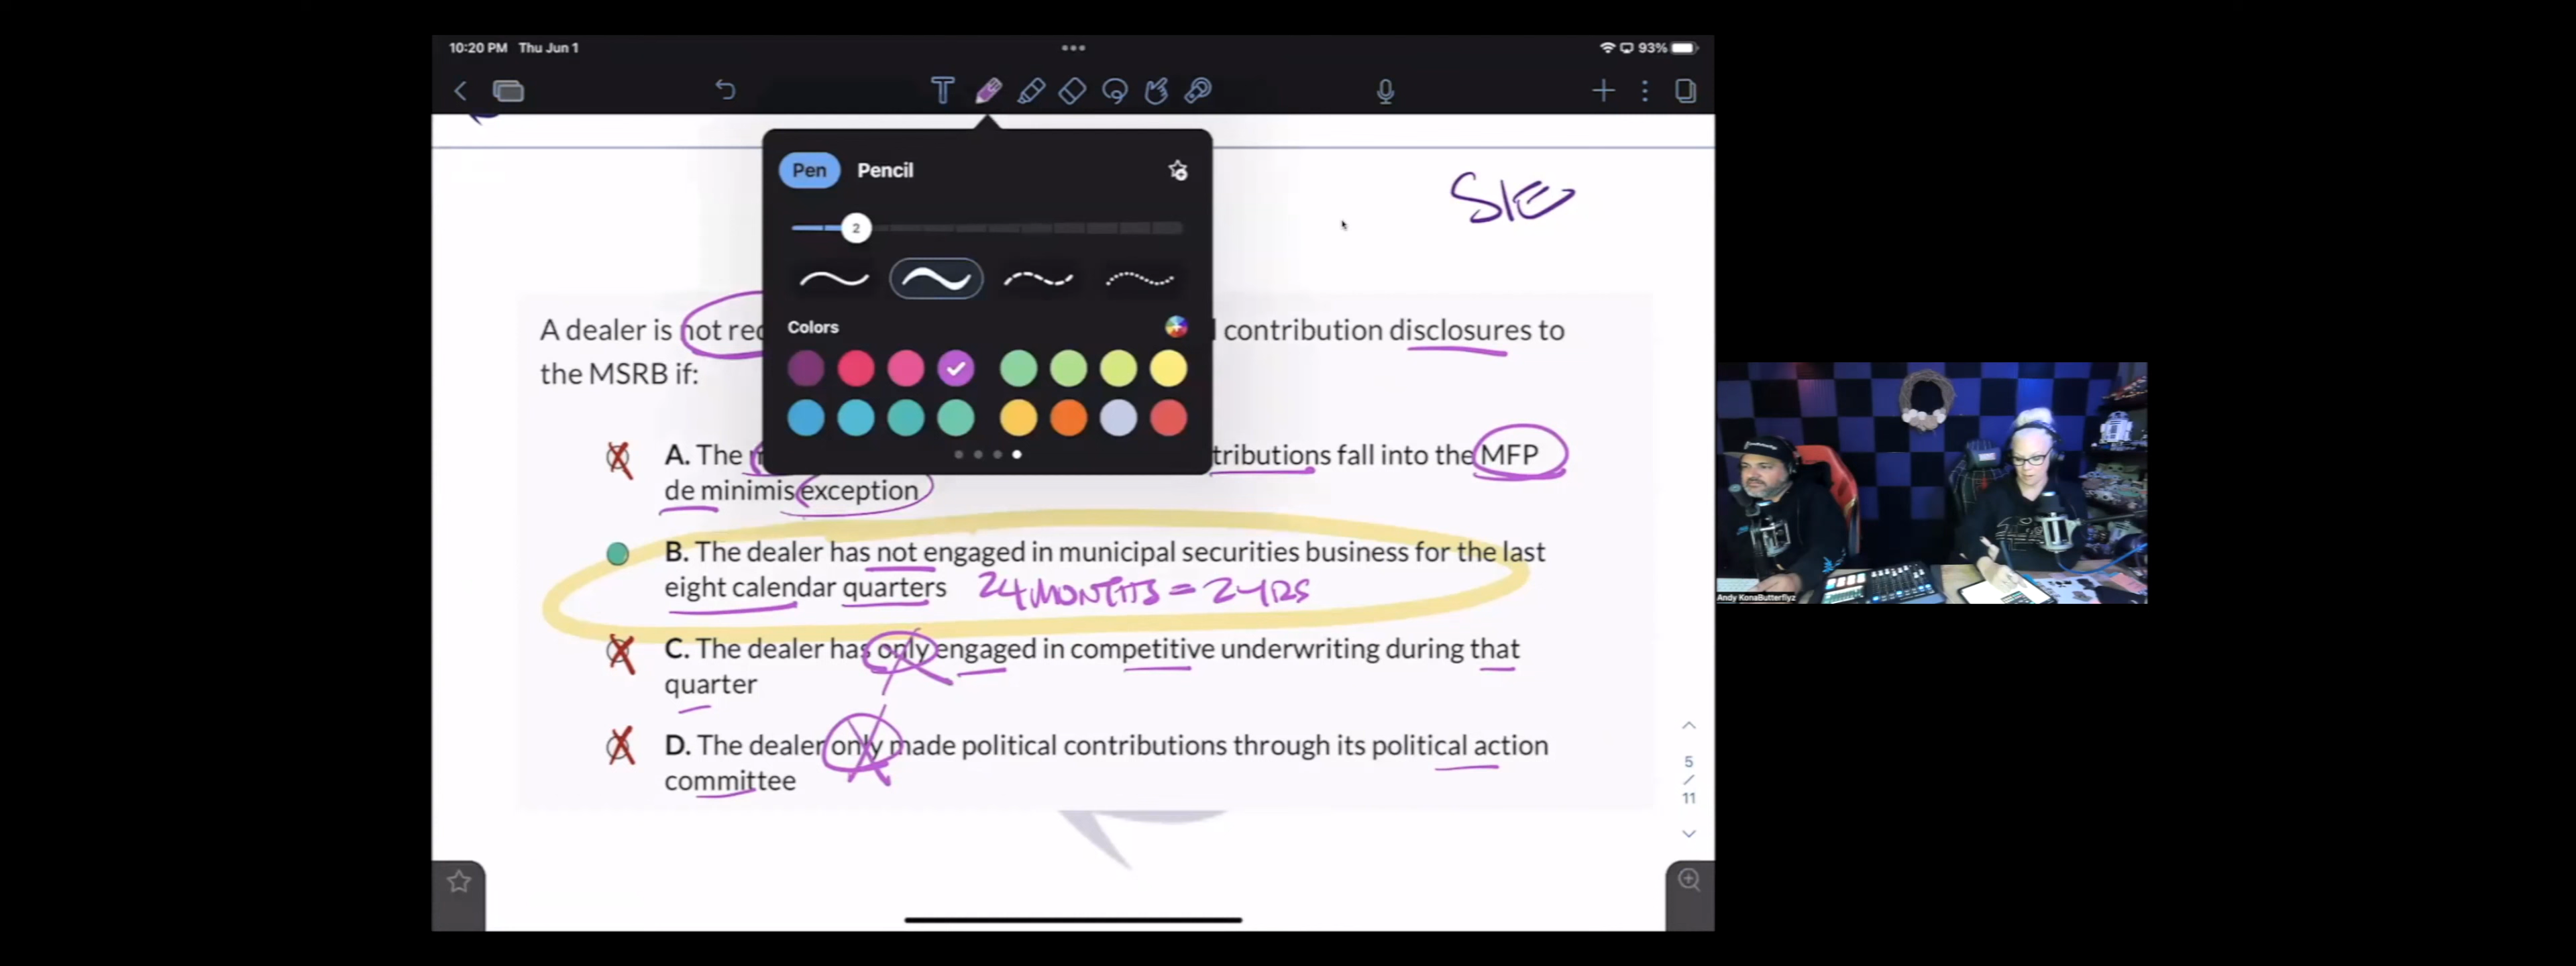 10:20 PM Thu Jun 1
93%
T
Pen Pencil
2
SIE
Colors
A dealer is not req contribution disclosures to
the MSRB if:
A. The tributions fall into the MFP
de minimis exception
B. The dealer has not engaged in municipal securities business for the last
eight calendar quarters 24 MONTHS = 2 YRS
C. The dealer has only engaged in competitive underwriting during that
quarter
D. The dealer only made political contributions through its political action
committee
5
/
11
Andy KonaButterflyz